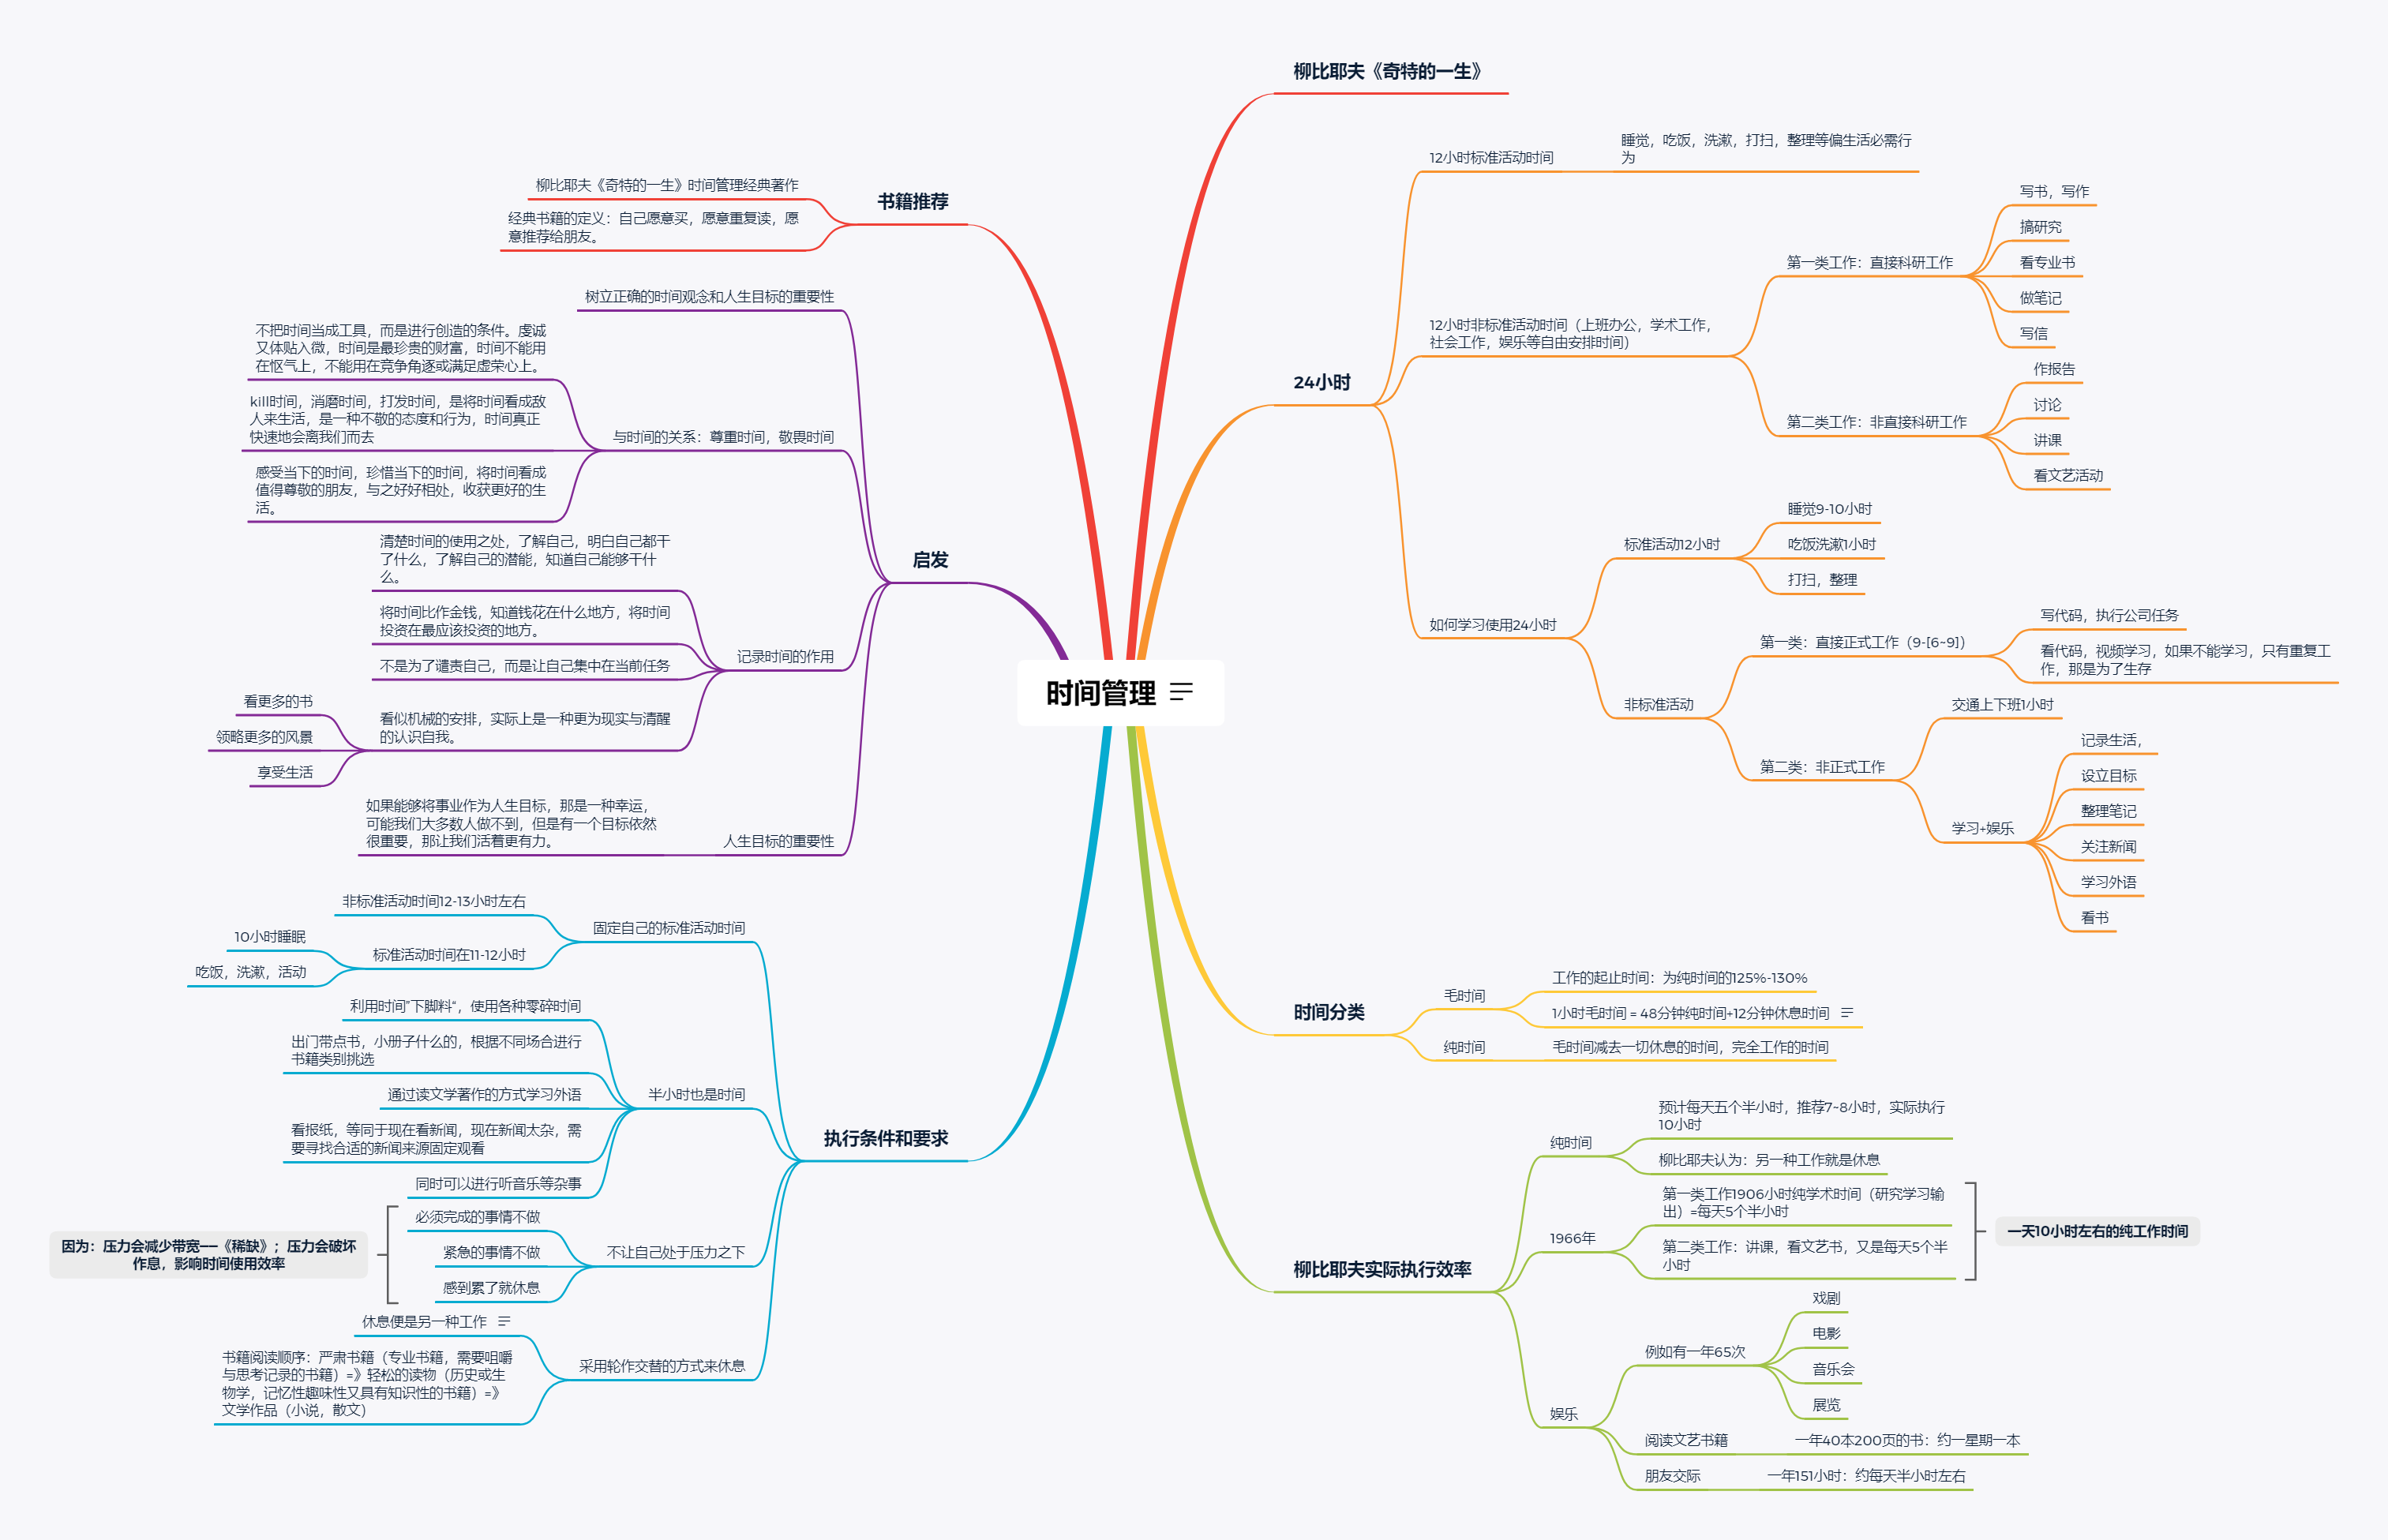 时间管理
柳比耶夫《奇特的一生》
24小时
12小时标准活动时间
睡觉，吃饭，洗漱，打扫，整理等偏生活必需行
为
12小时非标准活动时间（上班办公，学术工作，
社会工作，娱乐等自由安排时间）
第一类工作：直接科研工作
写书，写作
搞研究
看专业书
做笔记
写信
第二类工作：非直接科研工作
作报告
讨论
讲课
看文艺活动
如何学习使用24小时
标准活动12小时
睡觉9-10小时
吃饭洗漱1小时
打扫，整理
非标准活动
第一类：直接正式工作（9-[6~9]）
写代码，执行公司任务
看代码，视频学习，如果不能学习，只有重复工
作，那是为了生存
第二类：非正式工作
交通上下班1小时
学习+娱乐
记录生活，
设立目标
整理笔记
关注新闻
学习外语
看书
时间分类
毛时间
工作的起止时间：为纯时间的125%-130%
1小时毛时间 = 48分钟纯时间+12分钟休息时间
纯时间
毛时间减去一切休息的时间，完全工作的时间
柳比耶夫实际执行效率
纯时间
预计每天五个半小时，推荐7~8小时，实际执行
10小时
柳比耶夫认为：另一种工作就是休息
1966年
第一类工作1906小时纯学术时间（研究学习输
出）=每天5个半小时
第二类工作：讲课，看文艺书，又是每天5个半
小时
一天10小时左右的纯工作时间
娱乐
例如有一年65次
戏剧
电影
音乐会
展览
阅读文艺书籍
一年40本200页的书：约一星期一本
朋友交际
一年151小时：约每天半小时左右
书籍推荐
柳比耶夫《奇特的一生》时间管理经典著作
经典书籍的定义：自己愿意买，愿意重复读，愿
意推荐给朋友。
启发
树立正确的时间观念和人生目标的重要性
与时间的关系：尊重时间，敬畏时间
不把时间当成工具，而是进行创造的条件。虔诚
又体贴入微，时间是最珍贵的财富，时间不能用
在怄气上，不能用在竞争角逐或满足虚荣心上。
kill时间，消磨时间，打发时间，是将时间看成敌
人来生活，是一种不敬的态度和行为，时间真正
快速地会离我们而去
感受当下的时间，珍惜当下的时间，将时间看成
值得尊敬的朋友，与之好好相处，收获更好的生
活。
记录时间的作用
清楚时间的使用之处，了解自己，明白自己都干
了什么，了解自己的潜能，知道自己能够干什
么。
将时间比作金钱，知道钱花在什么地方，将时间
投资在最应该投资的地方。
不是为了谴责自己，而是让自己集中在当前任务
看似机械的安排，实际上是一种更为现实与清醒
的认识自我。
看更多的书
领略更多的风景
享受生活
人生目标的重要性
如果能够将事业作为人生目标，那是一种幸运，
可能我们大多数人做不到，但是有一个目标依然
很重要，那让我们活着更有力。
执行条件和要求
固定自己的标准活动时间
非标准活动时间12-13小时左右
标准活动时间在11-12小时
10小时睡眠
吃饭，洗漱，活动
半小时也是时间
利用时间”下脚料“，使用各种零碎时间
出门带点书，小册子什么的，根据不同场合进行
书籍类别挑选
通过读文学著作的方式学习外语
看报纸，等同于现在看新闻，现在新闻太杂，需
要寻找合适的新闻来源固定观看
同时可以进行听音乐等杂事
不让自己处于压力之下
必须完成的事情不做
紧急的事情不做
感到累了就休息
因为：压力会减少带宽——《稀缺》；压力会破坏
作息，影响时间使用效率
采用轮作交替的方式来休息
休息便是另一种工作
书籍阅读顺序：严肃书籍（专业书籍，需要咀嚼
与思考记录的书籍）=》轻松的读物（历史或生
物学，记忆性趣味性又具有知识性的书籍）=》
文学作品（小说，散文）